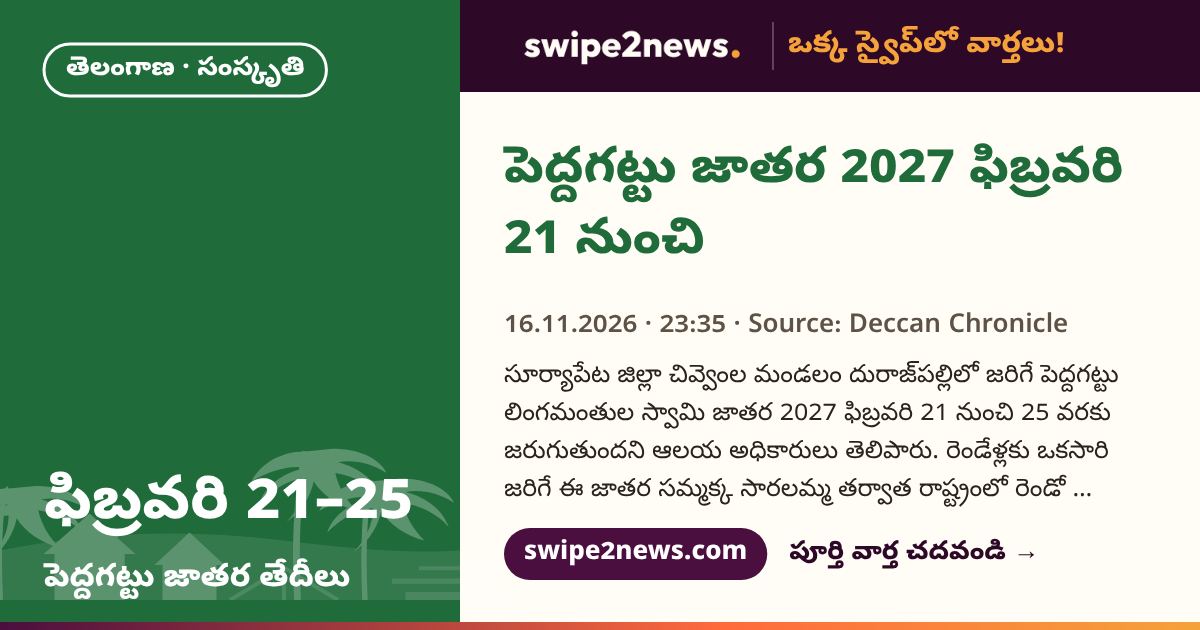 తెలంగాణ · సంస్కృతి
ఫిబ్రవరి 21–25
పెద్దగట్టు జాతర తేదీలు
swipe2news. ఒక్క స్వైప్‌లో వార్తలు!
పెద్దగట్టు జాతర 2027 ఫిబ్రవరి
21 నుంచి
16.11.2026 · 23:35 · Source: Deccan Chronicle
సూర్యాపేట జిల్లా చివ్వెంల మండలం దురాజ్‌పల్లిలో జరిగే పెద్దగట్టు
లింగమంతుల స్వామి జాతర 2027 ఫిబ్రవరి 21 నుంచి 25 వరకు
జరుగుతుందని ఆలయ అధికారులు తెలిపారు. రెండేళ్లకు ఒకసారి
జరిగే ఈ జాతర సమ్మక్క సారలమ్మ తర్వాత రాష్ట్రంలో రెండో ...
swipe2news.com పూర్తి వార్త చదవండి →